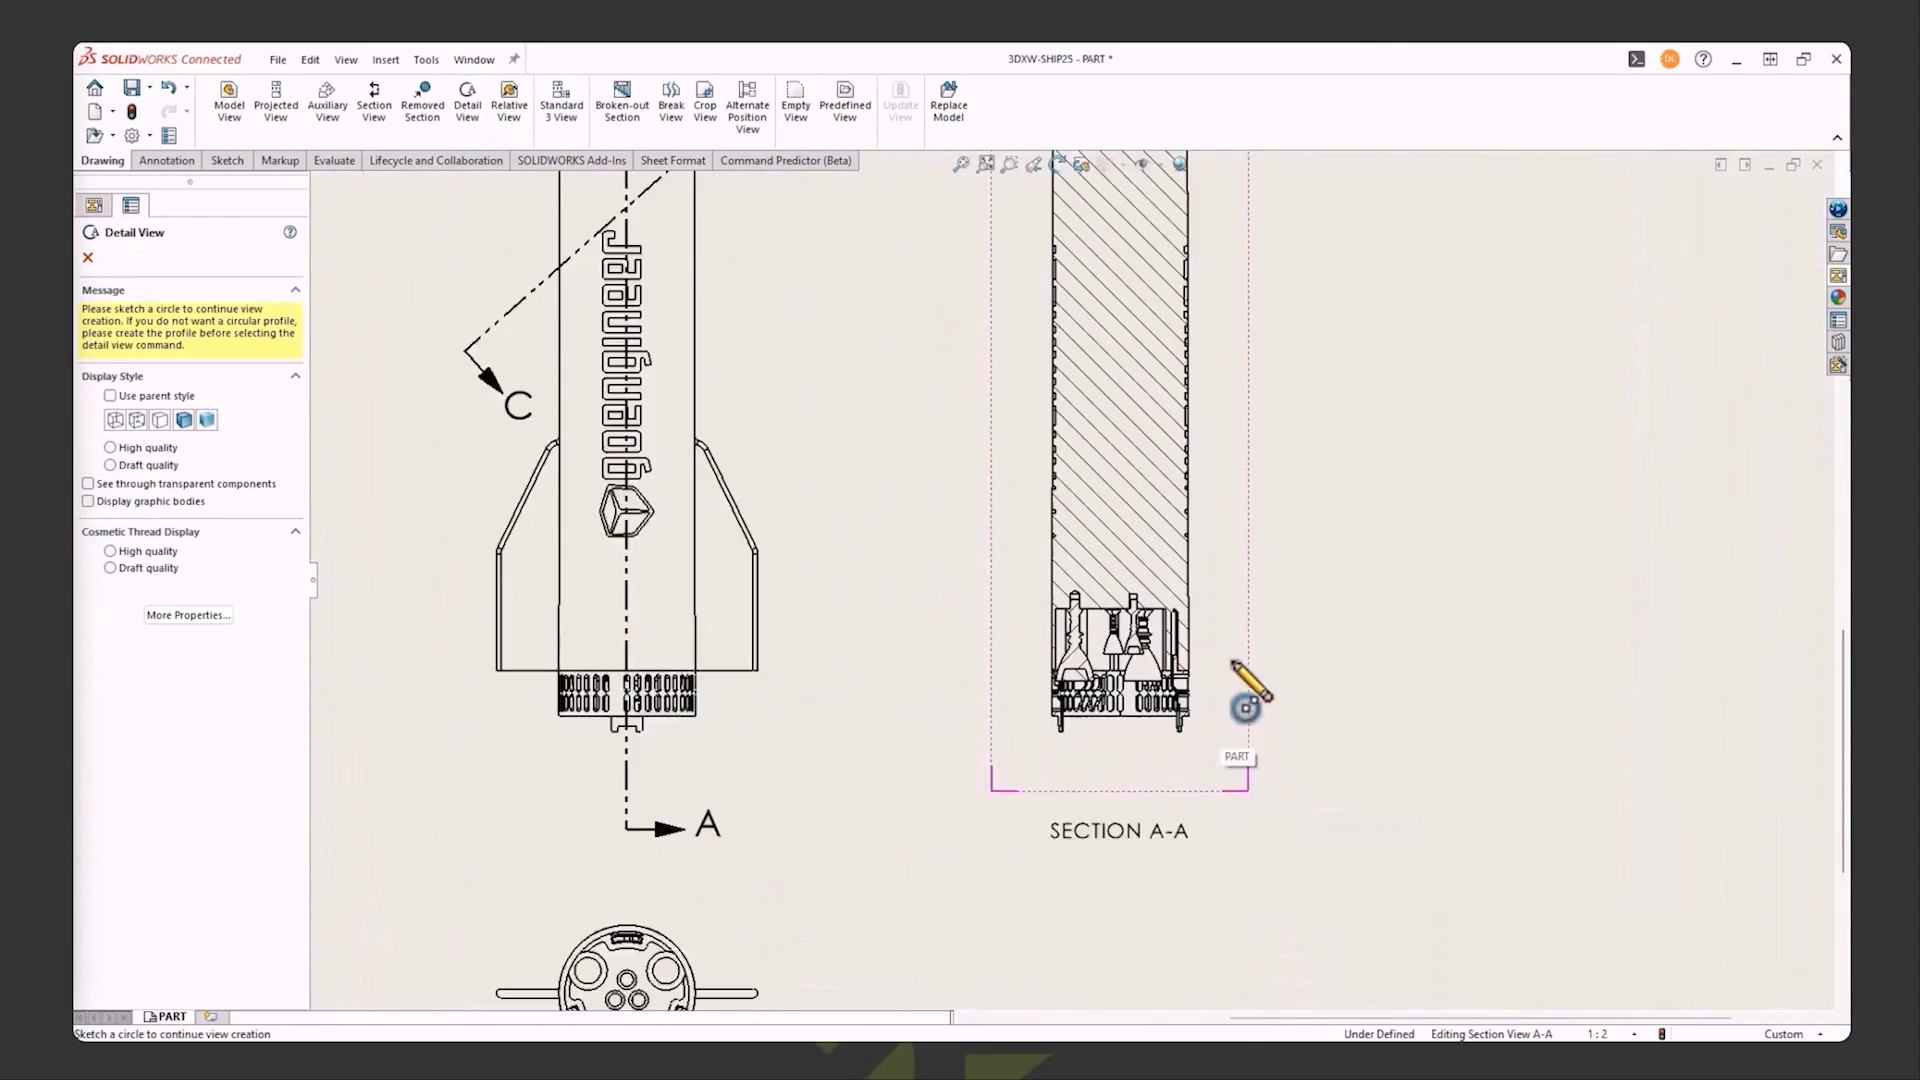 SOLIDWORKS Connected
File Edit View Insert Tools Window
3DXW-SHIP25 - PART *
DC
Model View
Projected View
Auxiliary View
Section View
Removed Section
Detail View
Relative View
Standard 3 View
Broken-out Section
Break View
Crop View
Alternate Position View
Empty View
Predefined View
Update View
Replace Model
Drawing Annotation Sketch Markup Evaluate Lifecycle and Collaboration SOLIDWORKS Add-Ins Sheet Format Command Predictor (Beta)
Detail View
Message
Please sketch a circle to continue view
creation. If you do not want a circular profile,
please create the profile before selecting the
detail view command.
Display Style
Use parent style
High quality
Draft quality
See through transparent components
Display graphic bodies
Cosmetic Thread Display
High quality
Draft quality
More Properties...
C
A
PART
SECTION A-A
PART
Sketch a circle to continue view creation
Under Defined
Editing Section View A-A
1 : 2
Custom